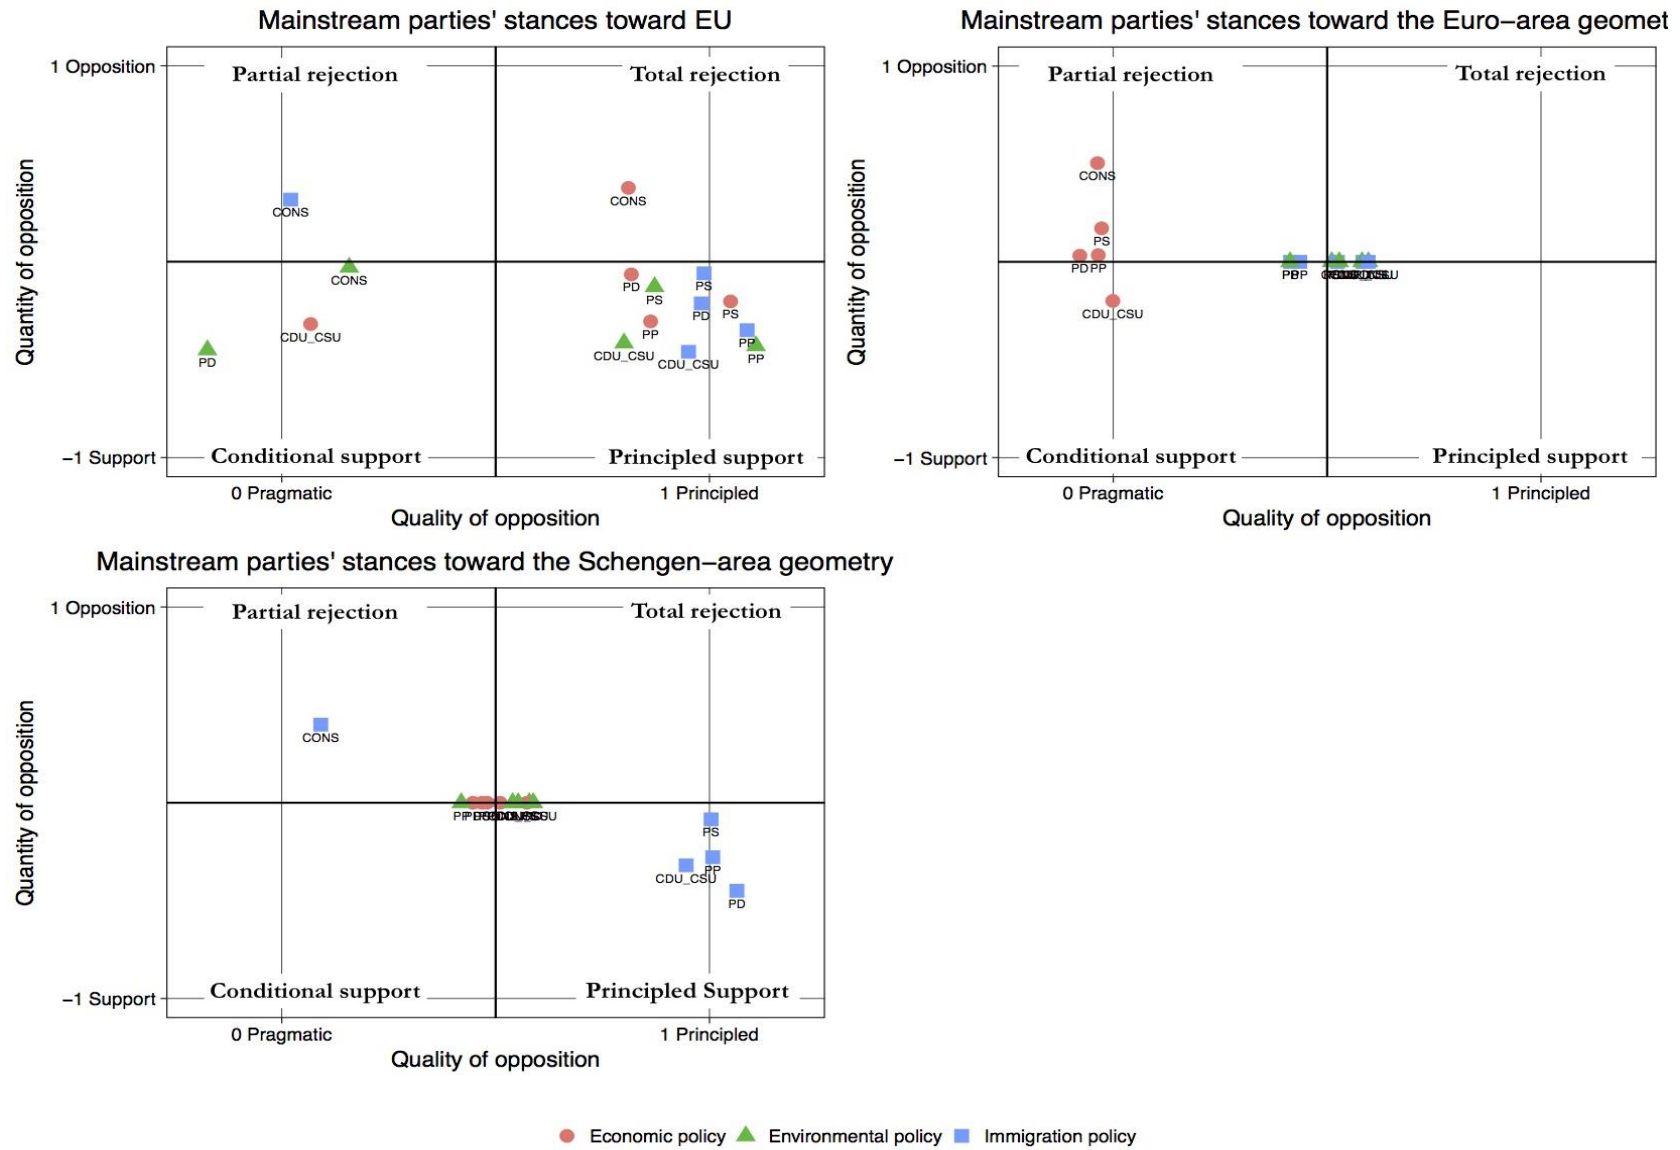 Mainstream parties' stances toward EU
1 Opposition
Partial rejection
Total rejection
CONS
CONS
CONS
PD
PS
PS
PD
PS
CDU_CSU
PP
PP
PD
CDU_CSU
CDU_CSU
PP
−1 Support
Conditional support
Principled support
0 Pragmatic
1 Principled
Quality of opposition
Quantity of opposition
Mainstream parties' stances toward the Euro−area geomet
1 Opposition
Partial rejection
Total rejection
CONS
PS
PD
PP
CDU_CSU
−1 Support
Conditional support
Principled support
0 Pragmatic
1 Principled
Quality of opposition
Quantity of opposition
Mainstream parties' stances toward the Schengen−area geometry
1 Opposition
Partial rejection
Total rejection
CONS
PS
PP
CDU_CSU
PD
−1 Support
Conditional support
Principled Support
0 Pragmatic
1 Principled
Quality of opposition
Quantity of opposition
Economic policy
Environmental policy
Immigration policy